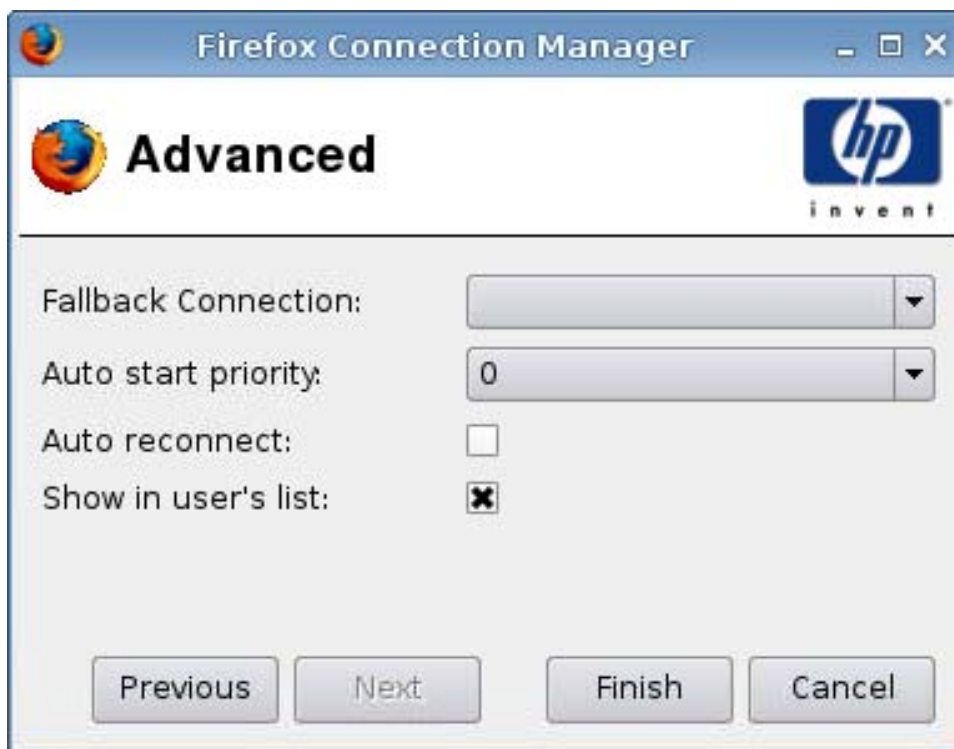 Firefox Connection Manager
Advanced
hp
invent
Fallback Connection:
Auto start priority: 0
Auto reconnect:
Show in user's list:
Previous Next Finish Cancel